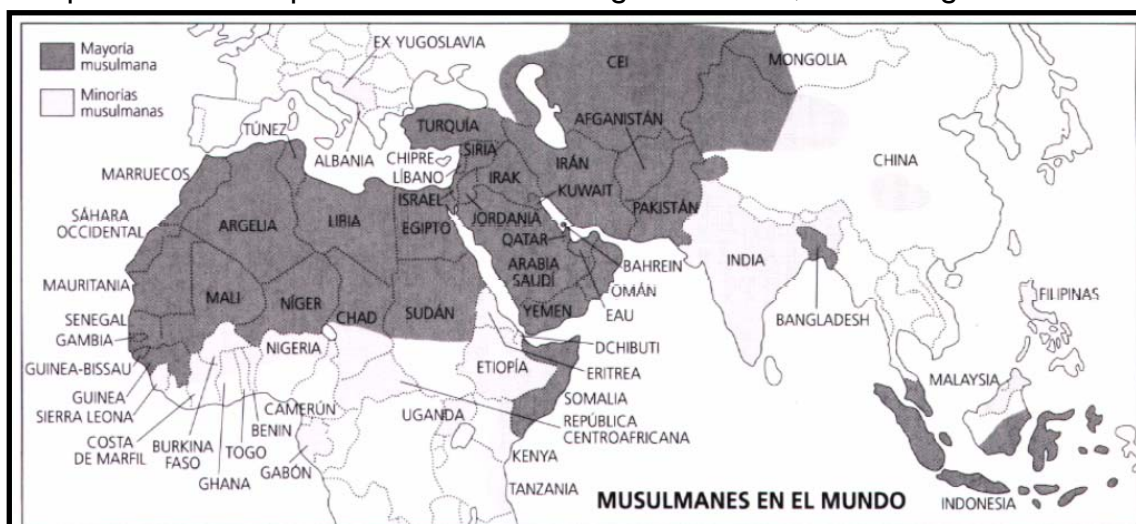 Mayoría
musulmana
Minorías
musulmanas
EX YUGOSLAVIA
CEI
MONGOLIA
TÚNEZ
ALBANIA
TURQUÍA
CHIPRE
SIRIA
AFGANISTÁN
LÍBANO
IRÁN
CHINA
MARRUECOS
ISRAEL
IRAK
KUWAIT
SÁHARA
OCCIDENTAL
ARGELIA
LIRIA
EGIPTO
JORDANIA
PAKISTÁN
QATAR
ARABIA
SAUDÍ
BAHREIN
INDIA
MAURITANIA
MALI
NÍGER
CHAD
SUDÁN
YEMEN
OMÁN
EAU
BANGLADESH
FILIPINAS
SENEGAL
GAMBIA
NIGERIA
ETIOPÍA
DCHIBUTI
GUINEA-BISSAU
ERITREA
MALAYSIA
GUINEA
SIERRA LEONA
CAMERÚN
UGANDA
SOMALIA
REPÚBLICA
CENTROAFRICANA
COSTA
DE MARFIL
BURKINA
FASO
TOGO
BENIN
GABÓN
GHANA
KENYA
TANZANIA
MUSULMANES EN EL MUNDO
INDONESIA